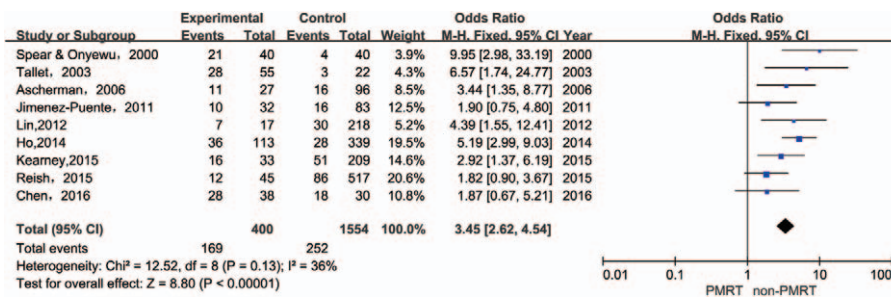 Experimental Control Odds Ratio Odds Ratio
Study or Subgroup Events Total Events Total Weight M-H. Fixed. 95% CI Year M-H. Fixed. 95% CI
Spear & Onyewu, 2000 21 40 4 40 3.9% 9.95 [2.98, 33.19] 2000
Tallet, 2003 28 55 3 22 4.3% 6.57 [1.74, 24.77] 2003
Ascherman, 2006 11 27 16 96 8.5% 3.44 [1.35, 8.77] 2006
Jimenez-Puente, 2011 10 32 16 83 12.5% 1.90 [0.75, 4.80] 2011
Lin,2012 7 17 30 218 5.2% 4.39 [1.55, 12.41] 2012
Ho,2014 36 113 28 339 20.1% 5.19 [2.99, 9.03] 2014
Kearney,2015 16 33 51 209 14.6% 2.92 [1.37, 6.19] 2015
Reish, 2015 12 45 86 517 20.6% 1.82 [0.90, 3.67] 2015
Chen, 2016 28 38 18 30 10.2% 1.87 [0.67, 5.21] 2016
Total (95% CI) 400 1554 100.0% 3.45 [2.62, 4.54]
Total events 169 252
Heterogeneity: Chi² = 12.52, df = 8 (P = 0.13); I² = 36%
Test for overall effect: Z = 8.80 (P < 0.00001)
0.01 0.1 1 10 100
PMRT non-PMRT